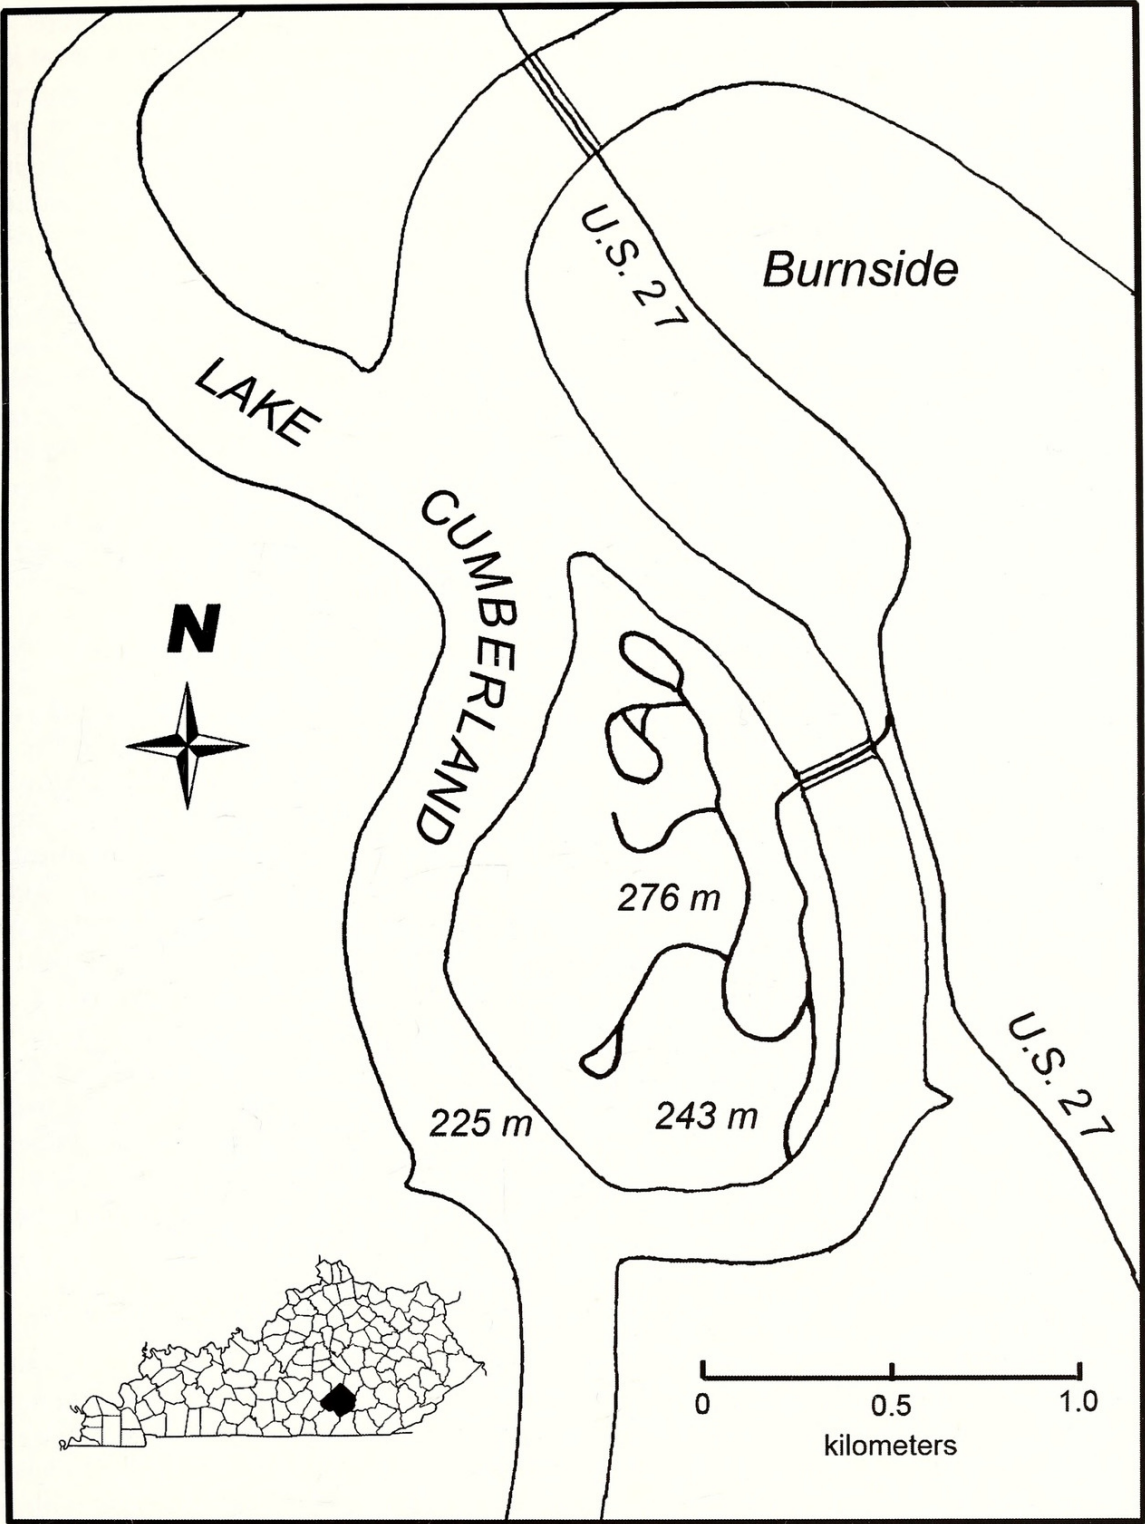 U.S. 27
Burnside
LAKE
CUMBERLAND
N
276 m
225 m
243 m
U.S. 27
0 0.5 1.0
kilometers